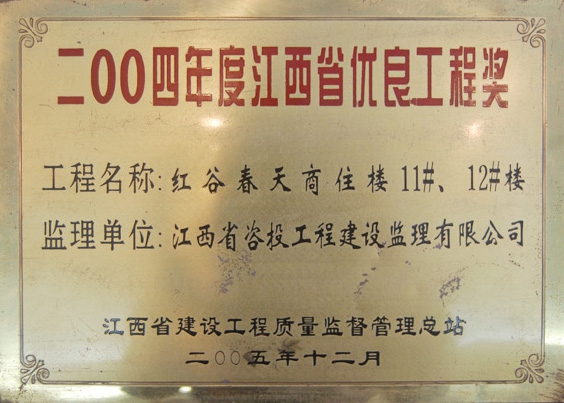 二00四年度江西省优良工程奖
工程名称:红谷春天商住楼11#、12#楼
监理单位:江西省咨投工程建设监理有限公司
江西省建设工程质量监督管理总站
二00五年十二月